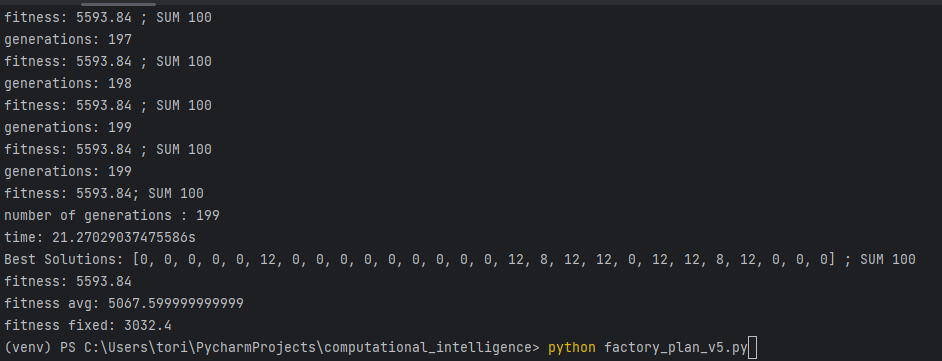 fitness: 5593.84 ; SUM 100
generations: 197
fitness: 5593.84 ; SUM 100
generations: 198
fitness: 5593.84 ; SUM 100
generations: 199
fitness: 5593.84 ; SUM 100
generations: 199
fitness: 5593.84; SUM 100
number of generations : 199
time: 21.27029037475586s
Best Solutions: [0, 0, 0, 0, 0, 12, 0, 0, 0, 0, 0, 0, 0, 0, 0, 12, 8, 12, 12, 0, 12, 12, 8, 12, 0, 0, 0] ; SUM 100
fitness: 5593.84
fitness avg: 5067.599999999999
fitness fixed: 3032.4
(venv) PS C:\Users\tori\PycharmProjects\computational_intelligence> python factory_plan_v5.py